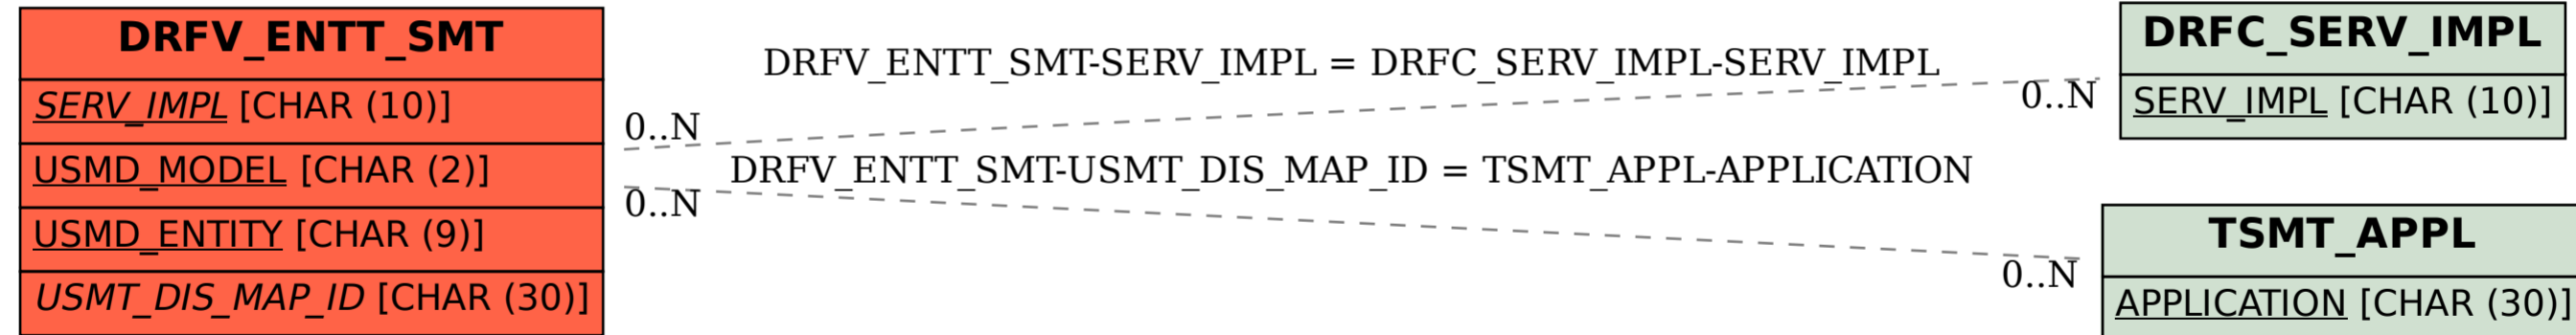 DRFV_ENTT_SMT
SERV_IMPL [CHAR (10)]
USMD_MODEL [CHAR (2)]
USMD_ENTITY [CHAR (9)]
USMT_DIS_MAP_ID [CHAR (30)]
DRFV_ENTT_SMT-SERV_IMPL = DRFC_SERV_IMPL-SERV_IMPL
0..N
0..N
DRFV_ENTT_SMT-USMT_DIS_MAP_ID = TSMT_APPL-APPLICATION
0..N
0..N
DRFC_SERV_IMPL
SERV_IMPL [CHAR (10)]
TSMT_APPL
APPLICATION [CHAR (30)]